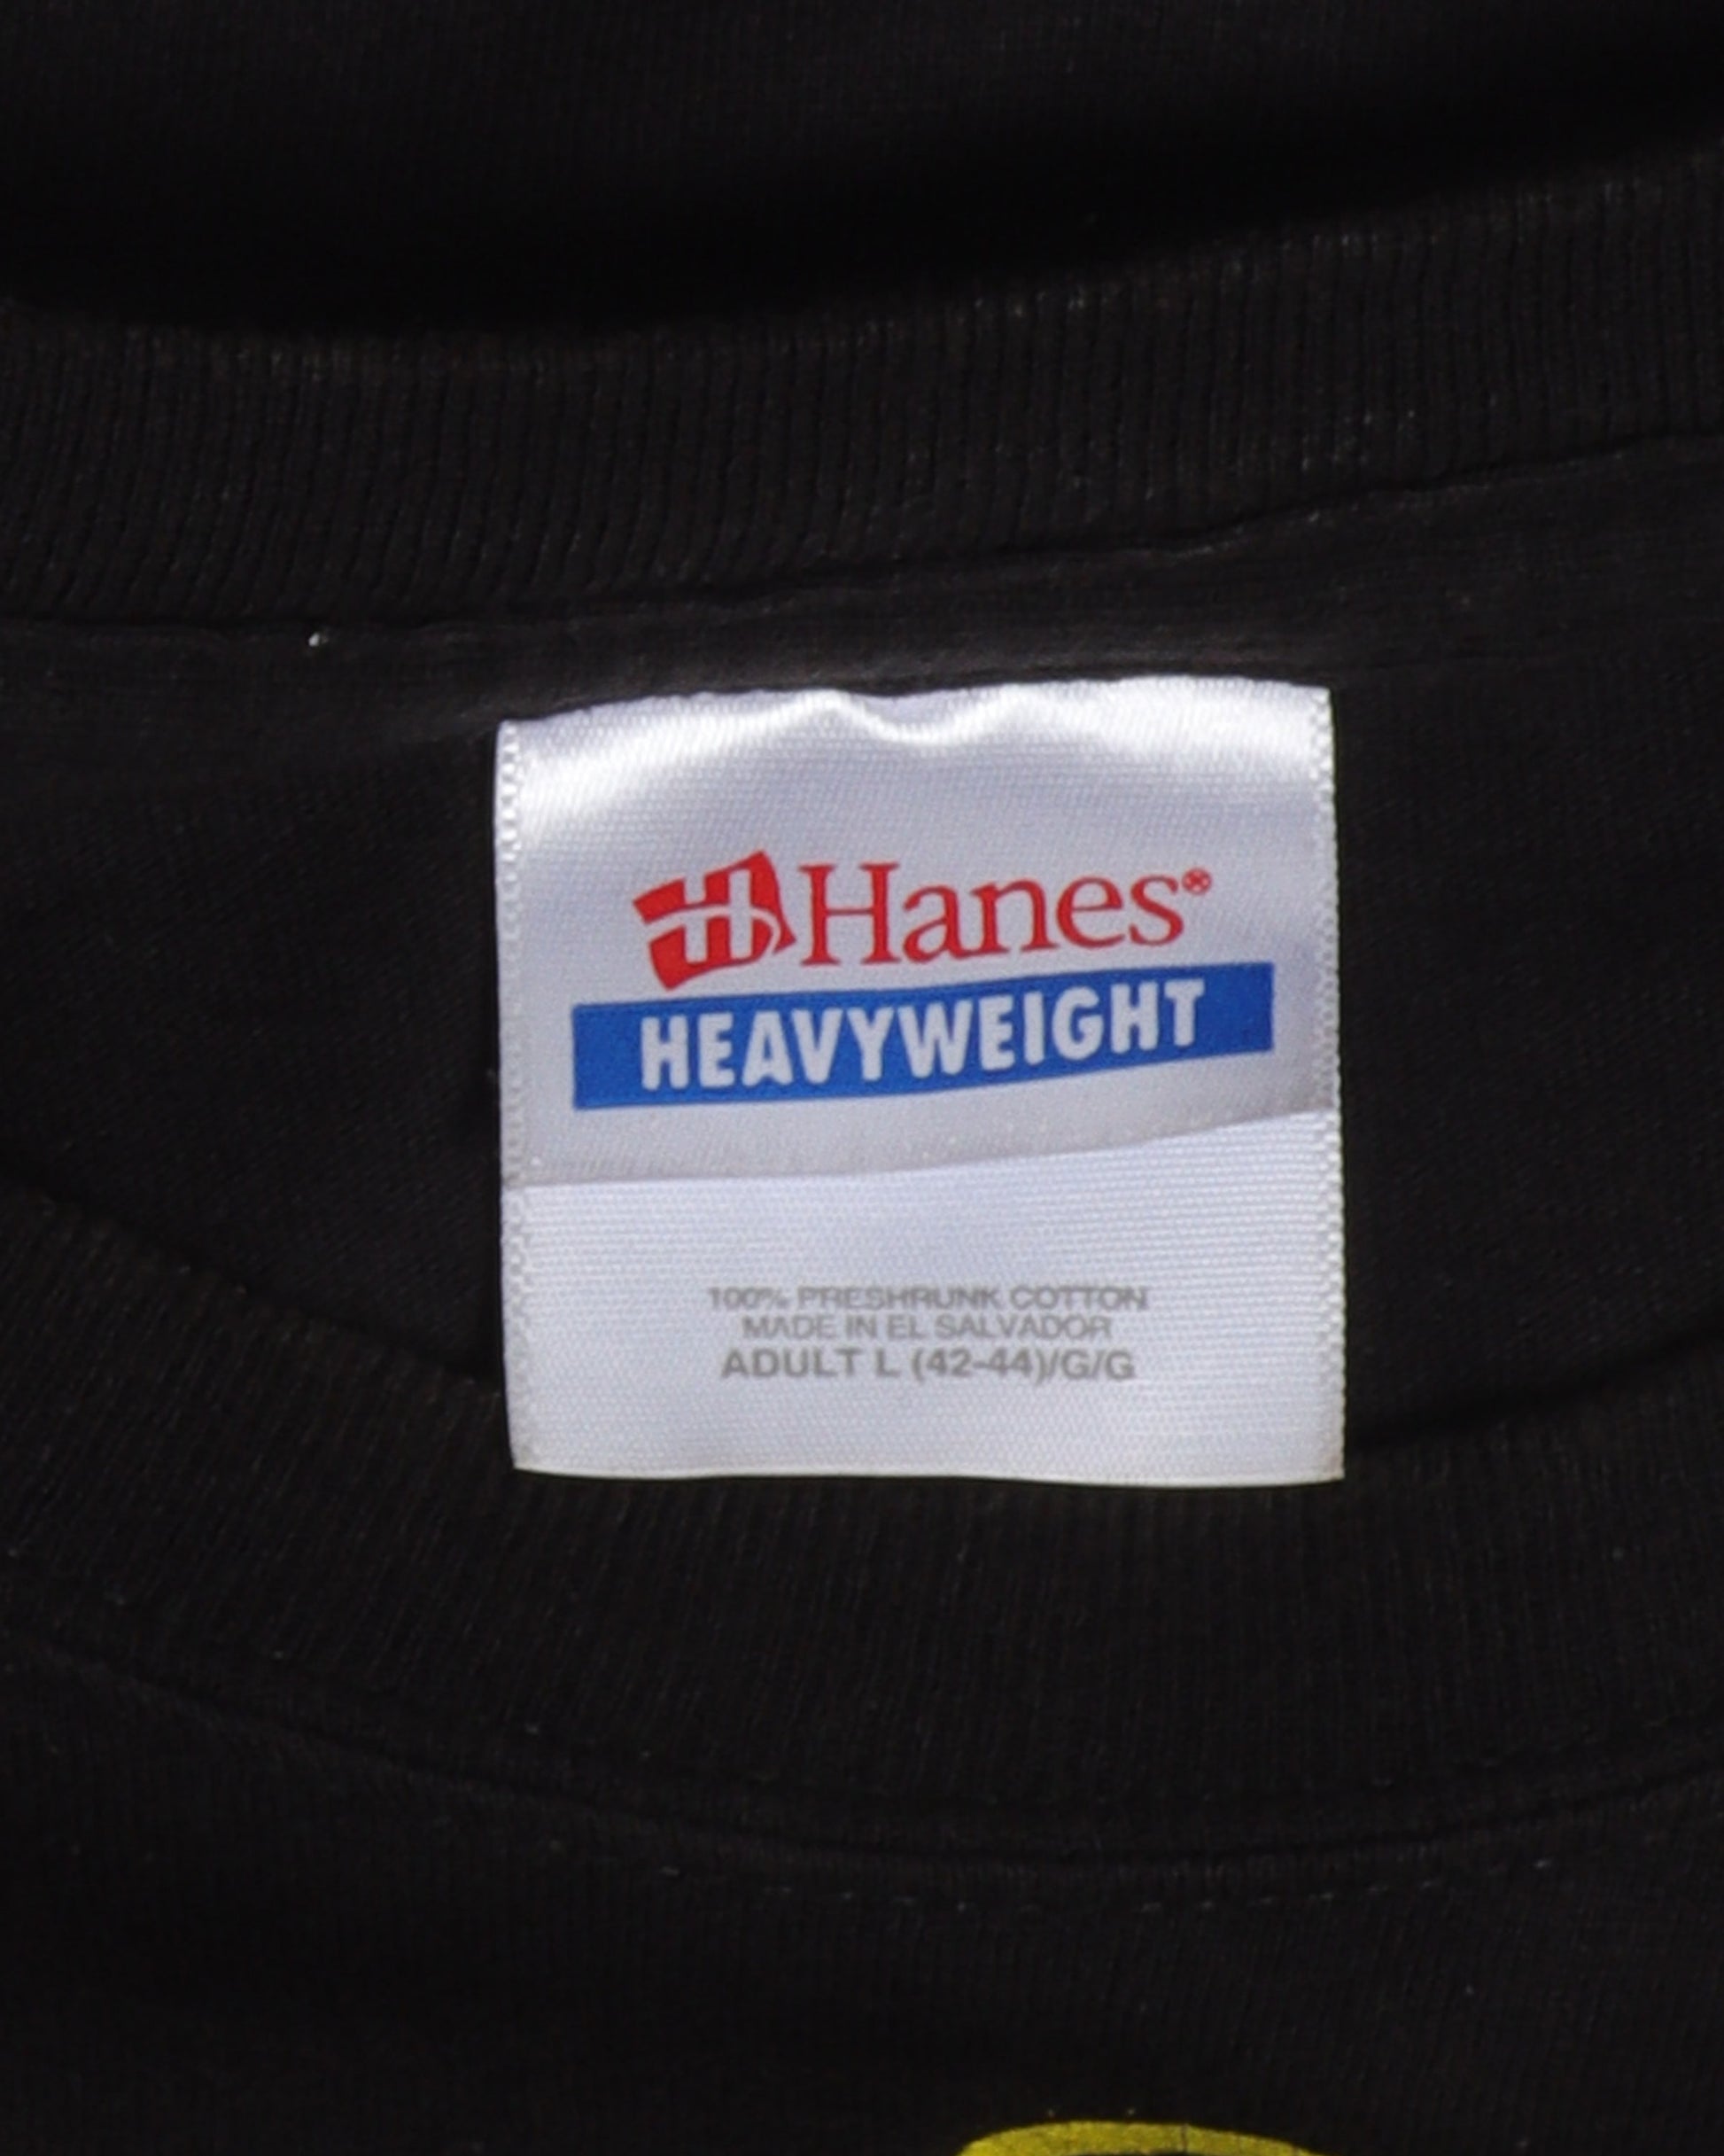 Hanes®
HEAVYWEIGHT
100% PRESHRUNK COTTON
MADE IN EL SALVADOR
ADULT L (42-44)/G/G